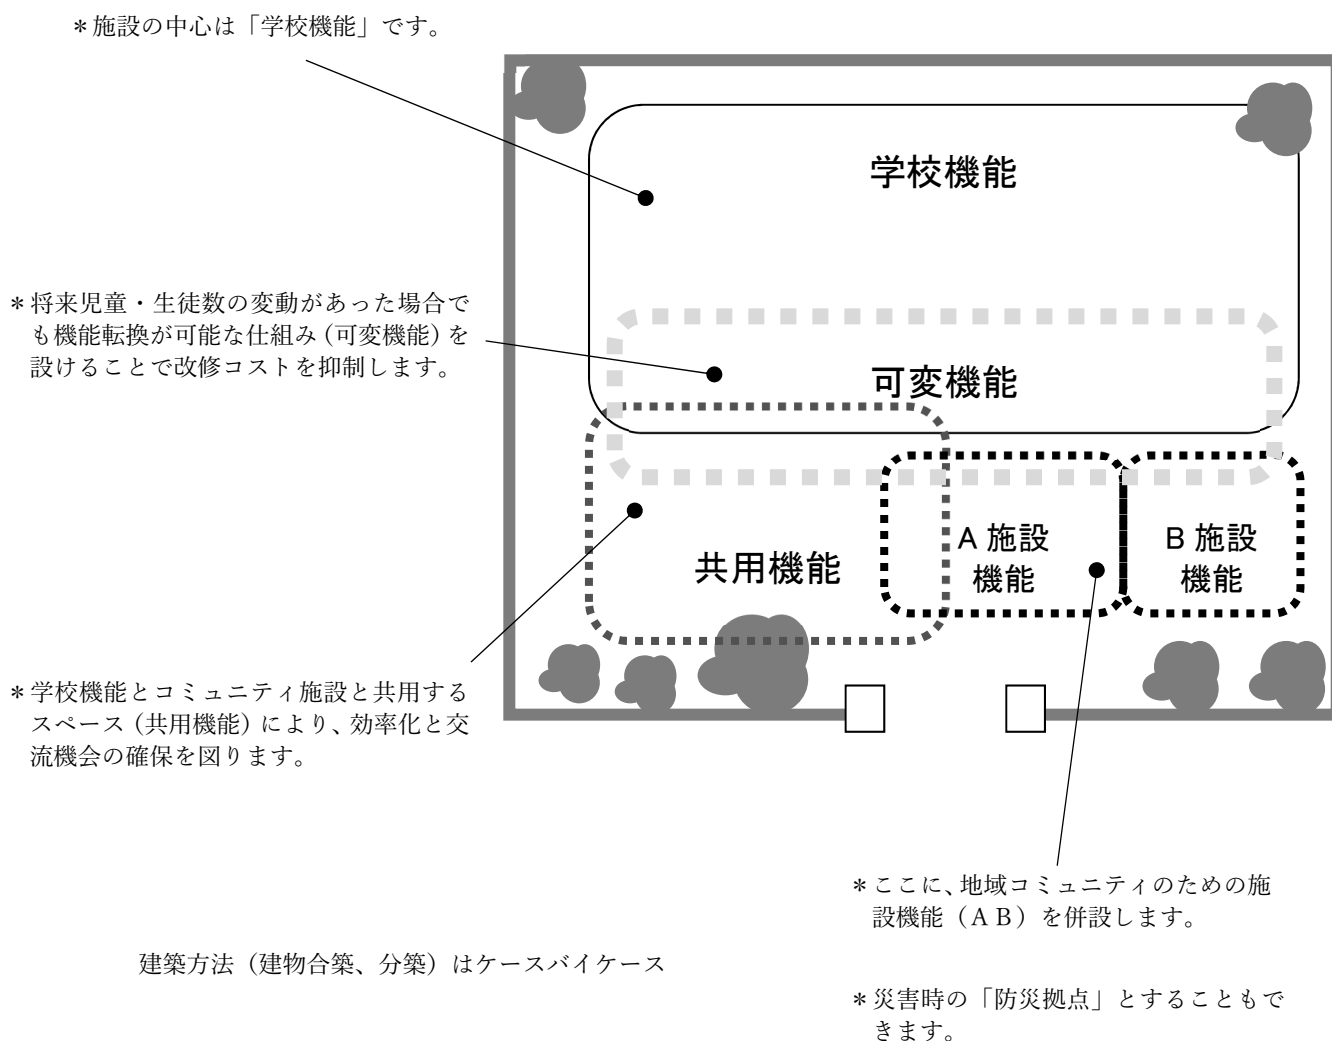 ＊施設の中心は「学校機能」です。
学校機能
＊将来児童・生徒数の変動があった場合で
も機能転換が可能な仕組み（可変機能）を
設けることで改修コストを抑制します。
可変機能
A 施設
機能
B 施設
機能
共用機能
＊学校機能とコミュニティ施設と共用する
スペース（共用機能）により、効率化と交
流機会の確保を図ります。
＊ここに、地域コミュニティのための施
設機能（ＡＢ）を併設します。
建築方法（建物合築、分築）はケースバイケース
＊災害時の「防災拠点」とすることもで
きます。